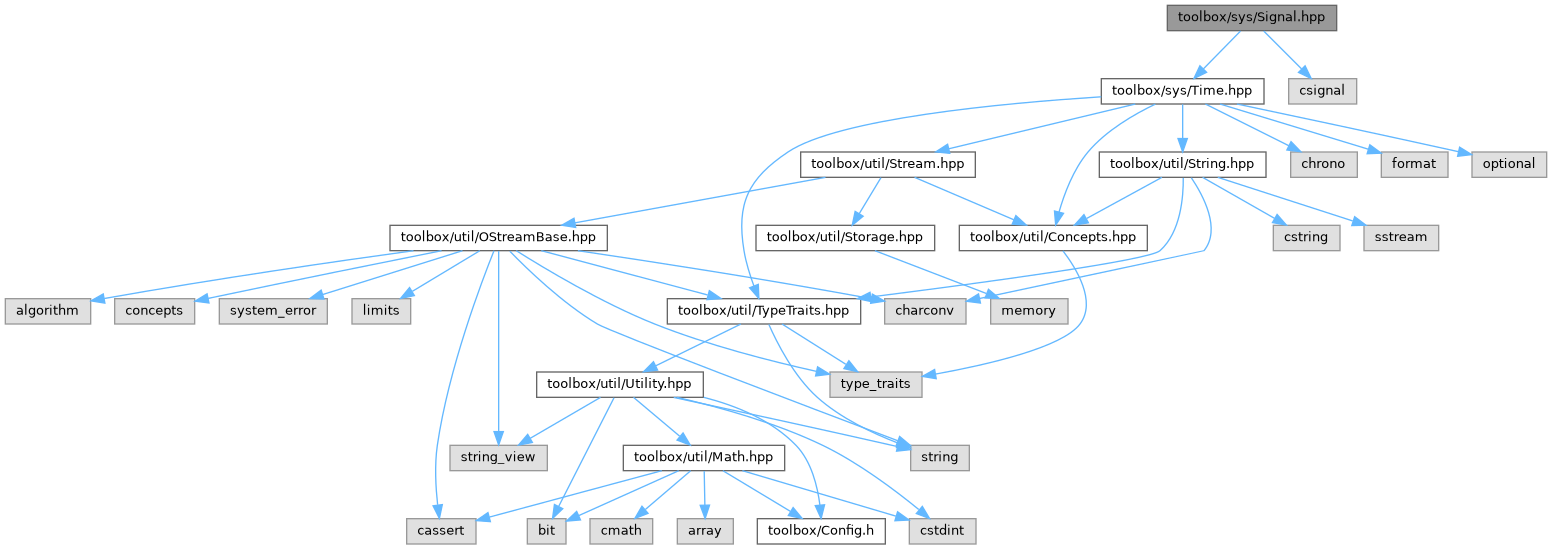 toolbox/sys/Signal.hpp
toolbox/sys/Time.hpp
csignal
toolbox/util/Stream.hpp
toolbox/util/String.hpp
chrono
format
optional
toolbox/util/OStreamBase.hpp
toolbox/util/Storage.hpp
toolbox/util/Concepts.hpp
cstring
sstream
algorithm
concepts
system_error
limits
toolbox/util/TypeTraits.hpp
charconv
memory
toolbox/util/Utility.hpp
type_traits
string_view
toolbox/util/Math.hpp
string
cassert
bit
cmath
array
toolbox/Config.h
cstdint